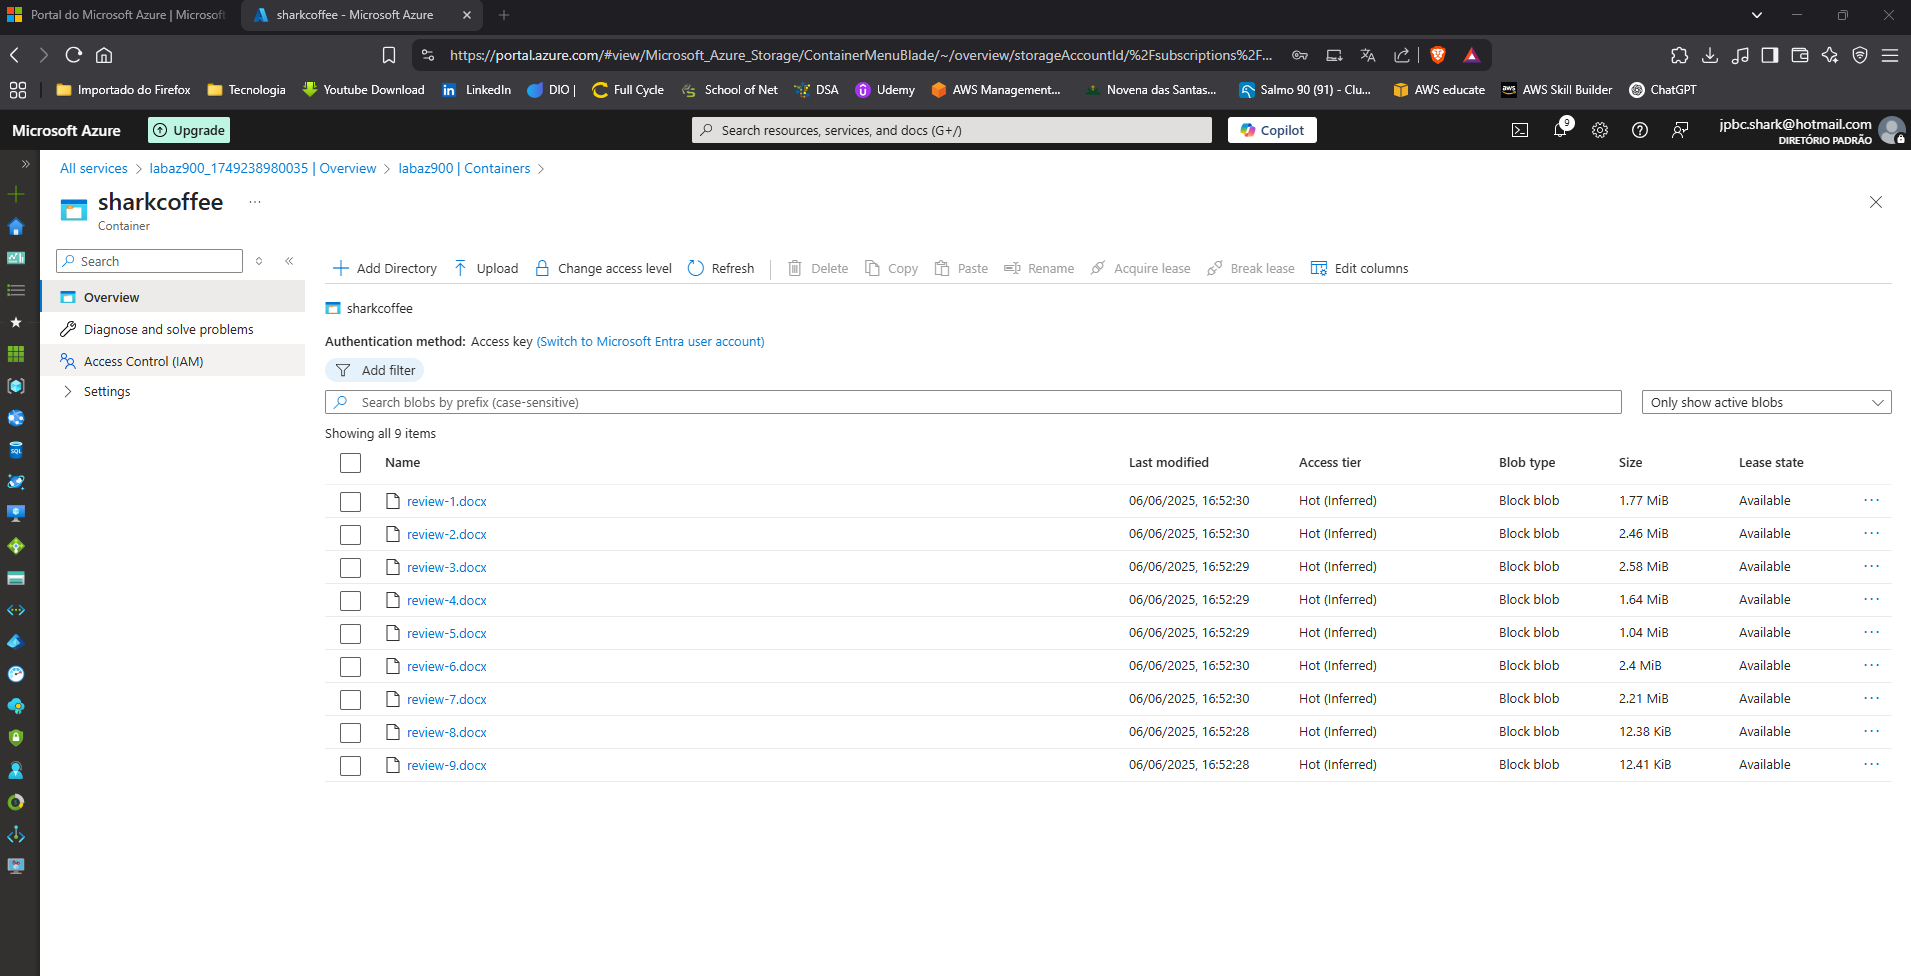 Portal do Microsoft Azure | Microsoft
sharkcoffee - Microsoft Azure
https://portal.azure.com/#view/Microsoft_Azure_Storage/ContainerMenuBlade/~/overview/storageAccountId/%2Fsubscriptions%2F...
Importado do Firefox Tecnologia Youtube Download LinkedIn DIO | Full Cycle School of Net DSA Udemy AWS Management... Novena das Santas... Salmo 90 (91) - Clu... AWS educate AWS Skill Builder ChatGPT
Microsoft Azure Upgrade Search resources, services, and docs (G+/) Copilot 9 jpbc.shark@hotmail.com
DIRETÓRIO PADRÃO
All services > labaz900_1749238980035 | Overview > labaz900 | Containers >
sharkcoffee ...
Container
Search
Overview
Diagnose and solve problems
Access Control (IAM)
Settings
Add Directory Upload Change access level Refresh Delete Copy Paste Rename Acquire lease Break lease Edit columns
sharkcoffee
Authentication method: Access key (Switch to Microsoft Entra user account)
Add filter
Search blobs by prefix (case-sensitive) Only show active blobs
Showing all 9 items
Name Last modified Access tier Blob type Size Lease state
review-1.docx 06/06/2025, 16:52:30 Hot (Inferred) Block blob 1.77 MiB Available ...
review-2.docx 06/06/2025, 16:52:30 Hot (Inferred) Block blob 2.46 MiB Available ...
review-3.docx 06/06/2025, 16:52:29 Hot (Inferred) Block blob 2.58 MiB Available ...
review-4.docx 06/06/2025, 16:52:29 Hot (Inferred) Block blob 1.64 MiB Available ...
review-5.docx 06/06/2025, 16:52:29 Hot (Inferred) Block blob 1.04 MiB Available ...
review-6.docx 06/06/2025, 16:52:30 Hot (Inferred) Block blob 2.4 MiB Available ...
review-7.docx 06/06/2025, 16:52:30 Hot (Inferred) Block blob 2.21 MiB Available ...
review-8.docx 06/06/2025, 16:52:28 Hot (Inferred) Block blob 12.38 KiB Available ...
review-9.docx 06/06/2025, 16:52:28 Hot (Inferred) Block blob 12.41 KiB Available ...